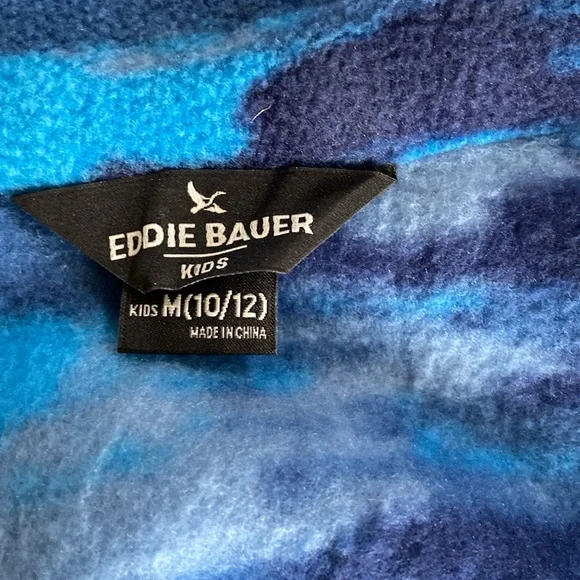 EDDIE BAUER
KIDS
KIDS M(10/12)
MADE IN CHINA